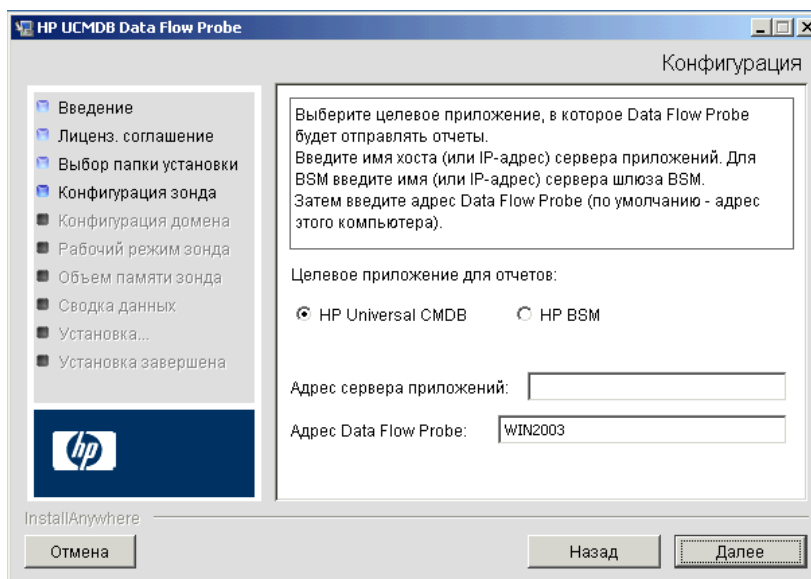 HP UCMDB Data Flow Probe
Конфигурация
Введение
Лиценз. соглашение
Выбор папки установки
Конфигурация зонда
Конфигурация домена
Рабочий режим зонда
Объем памяти зонда
Сводка данных
Установка...
Установка завершена
Выберите целевое приложение, в которое Data Flow Probe
будет отправлять отчеты.
Введите имя хоста (или IP-адрес) сервера приложений. Для
BSM введите имя (или IP-адрес) сервера шлюза BSM.
Затем введите адрес Data Flow Probe (по умолчанию - адрес
этого компьютера).
Целевое приложение для отчетов:
HP Universal CMDB
HP BSM
Адрес сервера приложений:
Адрес Data Flow Probe: WIN2003
hp
InstallAnywhere
Отмена
Назад
Далее